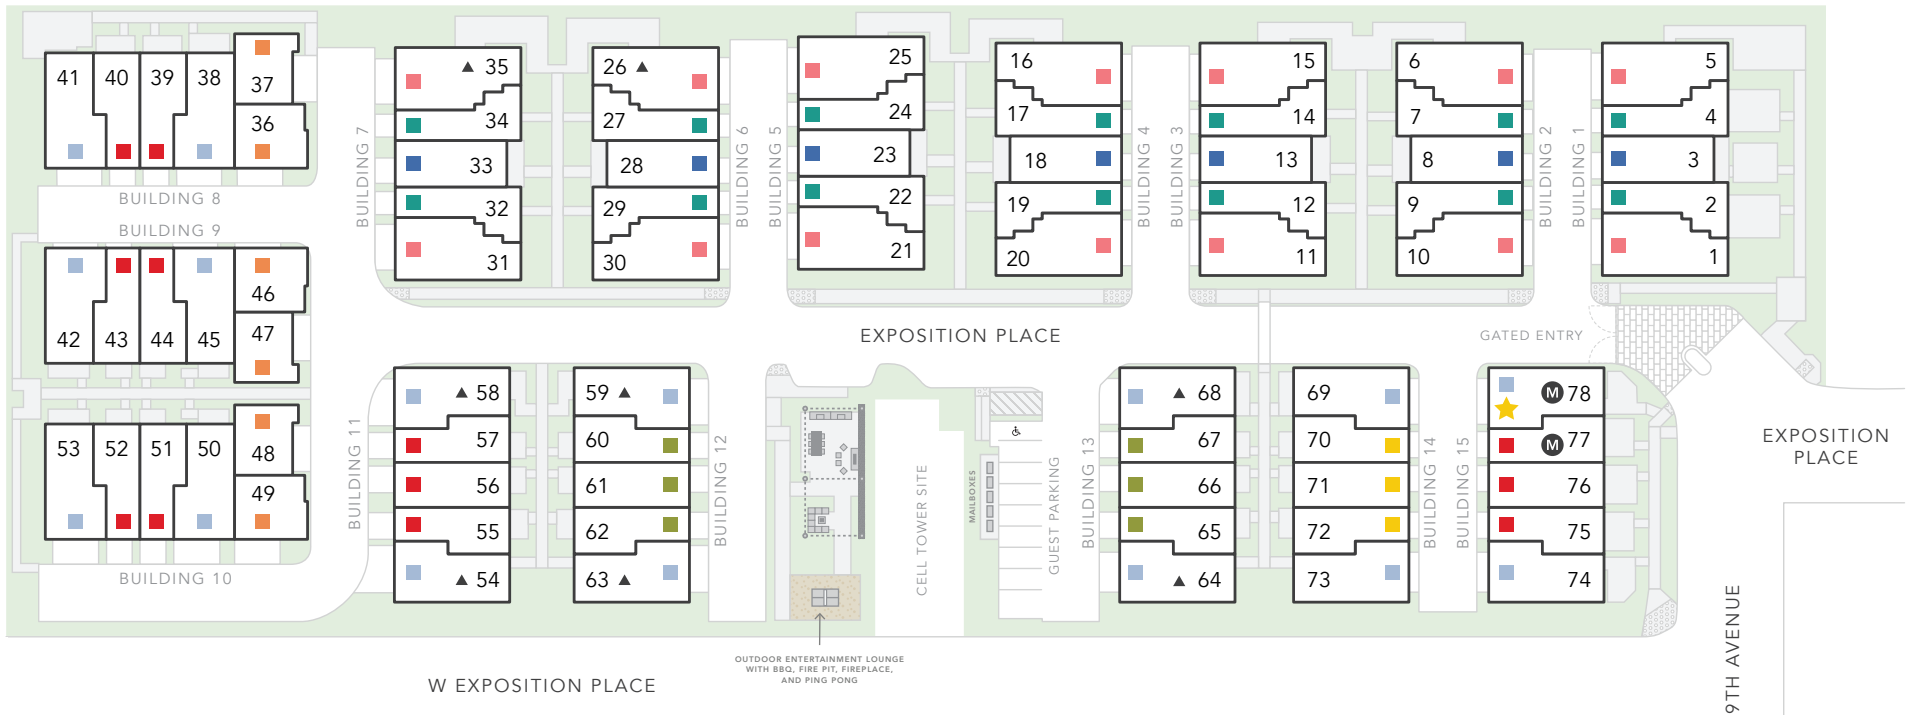 41 40 39 38 37
36
BUILDING 8
BUILDING 9
42 43 44 45 46
47
53 52 51 50 48
49
BUILDING 10
BUILDING 7
35
34
33
32
31
26
27
28
29
30
BUILDING 6
BUILDING 5
25
24
23
22
21
16
17
18
19
20
BUILDING 4
BUILDING 3
15
14
13
12
11
6
7
8
9
10
BUILDING 2
BUILDING 1
5
4
3
2
1
EXPOSITION PLACE
GATED ENTRY
BUILDING 11
58
57
56
55
54
59
60
61
62
63
BUILDING 12
CELL TOWER SITE
MAILBOXES
GUEST PARKING
BUILDING 13
68
67
66
65
64
69
70
71
72
73
BUILDING 14
BUILDING 15
M 78
M 77
76
75
74
EXPOSITION
PLACE
OUTDOOR ENTERTAINMENT LOUNGE
WITH BBQ, FIRE PIT, FIREPLACE,
AND PING PONG
W EXPOSITION PLACE
9TH AVENUE